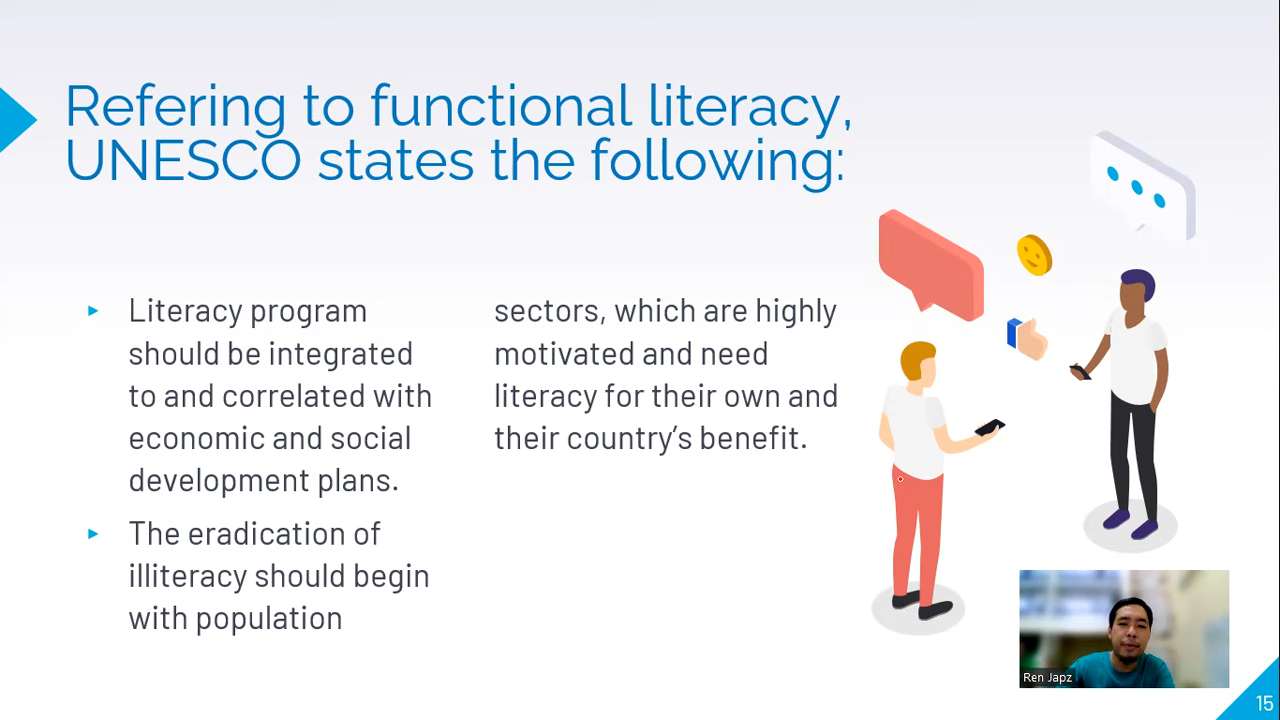 Refering to functional literacy,
UNESCO states the following:
Literacy program
should be integrated
to and correlated with
economic and social
development plans.
The eradication of
illiteracy should begin
with population
sectors, which are highly
motivated and need
literacy for their own and
their country's benefit.
Ren Japz
15